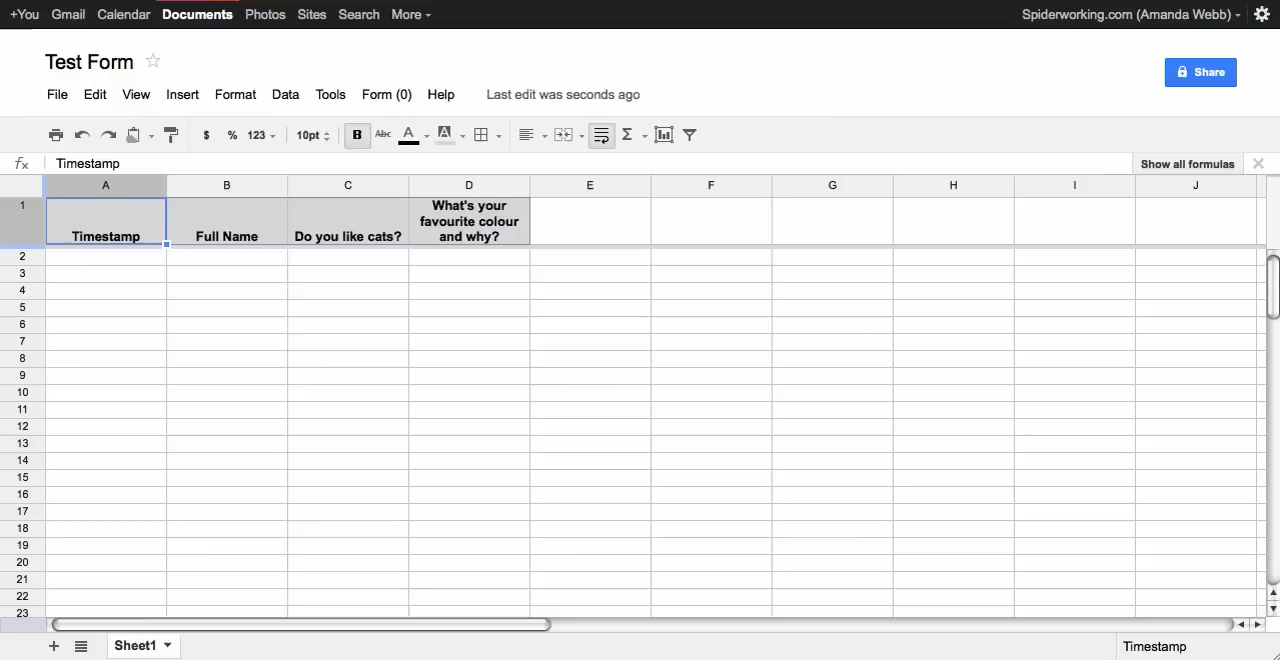 +You Gmail Calendar Documents Photos Sites Search More Spiderworking.com (Amanda Webb)
Test Form
Share
File Edit View Insert Format Data Tools Form (0) Help Last edit was seconds ago
$ % 123 10pt B Abc A A Σ
fx Timestamp Show all formulas
A B C D E F G H I J
1 Timestamp Full Name Do you like cats? What's your favourite colour and why?
2
3
4
5
6
7
8
9
10
11
12
13
14
15
16
17
18
19
20
21
22
23
+ Sheet1 Timestamp